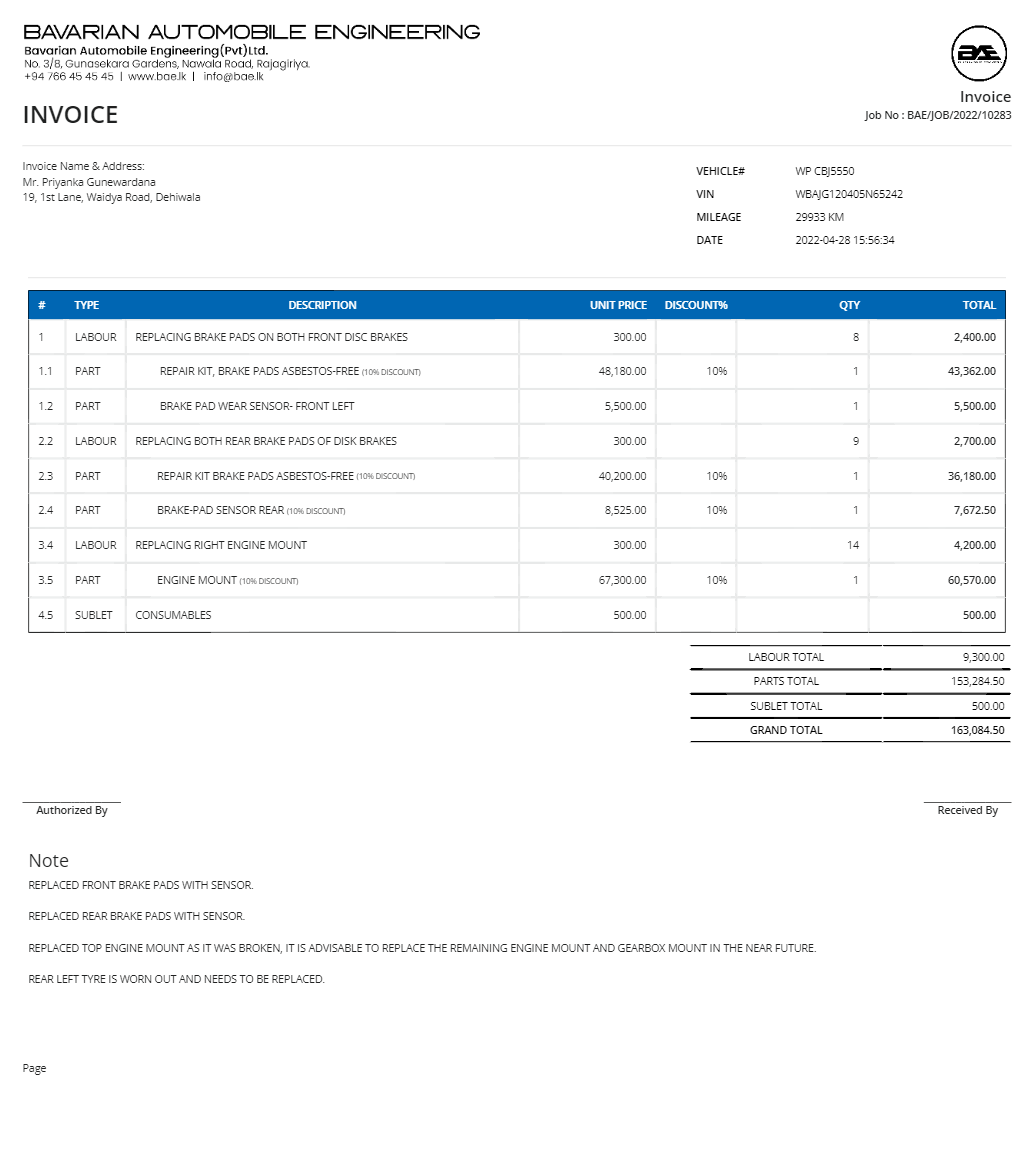 BAVARIAN AUTOMOBILE ENGINEERING
Bavarian Automobile Engineering(Pvt)Ltd.
No. 3/8, Gunasekara Gardens, Nawala Road, Rajagiriya.
+94 766 45 45 45 | www.bae.lk | info@bae.lk
BAE
INVOICE
Invoice
Job No : BAE/JOB/2022/10283
Invoice Name & Address:
Mr. Priyanka Gunewardana
19, 1st Lane, Waidya Road, Dehiwala
VEHICLE# WP CBJ5550
VIN WBAJG120405N65242
MILEAGE 29933 KM
DATE 2022-04-28 15:56:34
# TYPE DESCRIPTION UNIT PRICE DISCOUNT% QTY TOTAL
1 LABOUR REPLACING BRAKE PADS ON BOTH FRONT DISC BRAKES 300.00 8 2,400.00
1.1 PART REPAIR KIT, BRAKE PADS ASBESTOS-FREE (10% DISCOUNT) 48,180.00 10% 1 43,362.00
1.2 PART BRAKE PAD WEAR SENSOR- FRONT LEFT 5,500.00 1 5,500.00
2.2 LABOUR REPLACING BOTH REAR BRAKE PADS OF DISK BRAKES 300.00 9 2,700.00
2.3 PART REPAIR KIT BRAKE PADS ASBESTOS-FREE (10% DISCOUNT) 40,200.00 10% 1 36,180.00
2.4 PART BRAKE-PAD SENSOR REAR (10% DISCOUNT) 8,525.00 10% 1 7,672.50
3.4 LABOUR REPLACING RIGHT ENGINE MOUNT 300.00 14 4,200.00
3.5 PART ENGINE MOUNT (10% DISCOUNT) 67,300.00 10% 1 60,570.00
4.5 SUBLET CONSUMABLES 500.00 500.00
LABOUR TOTAL 9,300.00
PARTS TOTAL 153,284.50
SUBLET TOTAL 500.00
GRAND TOTAL 163,084.50
Authorized By
Received By
Note
REPLACED FRONT BRAKE PADS WITH SENSOR.
REPLACED REAR BRAKE PADS WITH SENSOR.
REPLACED TOP ENGINE MOUNT AS IT WAS BROKEN, IT IS ADVISABLE TO REPLACE THE REMAINING ENGINE MOUNT AND GEARBOX MOUNT IN THE NEAR FUTURE.
REAR LEFT TYRE IS WORN OUT AND NEEDS TO BE REPLACED.
Page